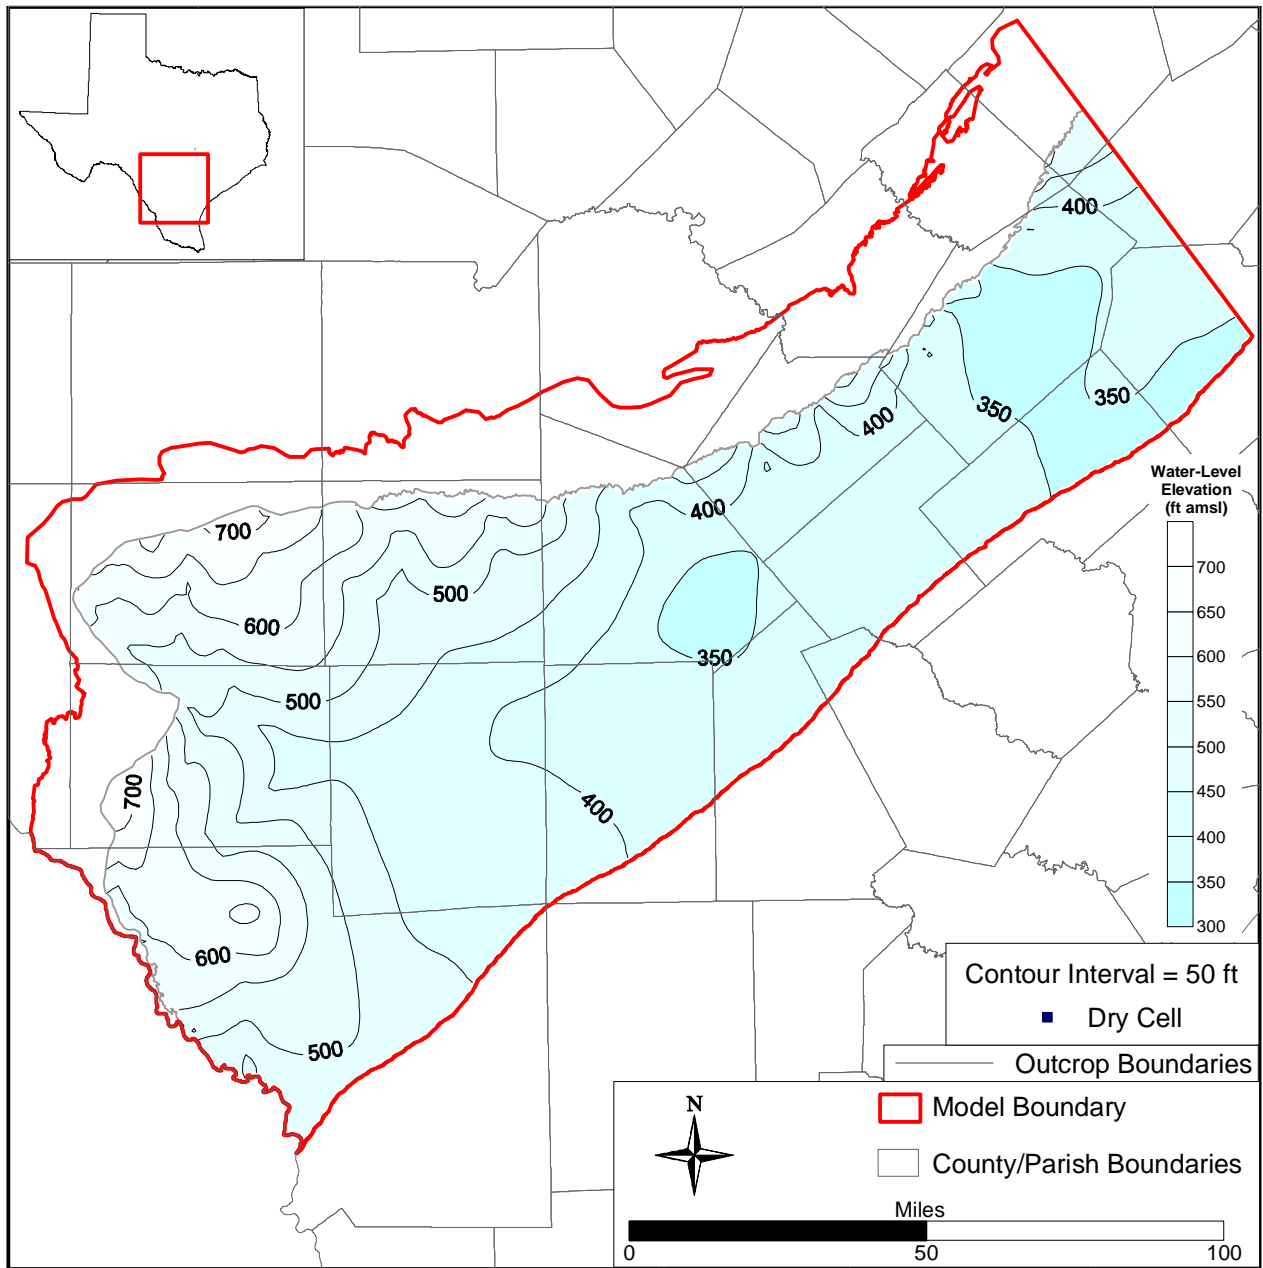 400
350
350
400
400
700
500
600
350
500
700
400
600
500
Water-Level
Elevation
(ft amsl)
700
650
600
550
500
450
400
350
300
Contour Interval = 50 ft
Dry Cell
Outcrop Boundaries
N
Model Boundary
County/Parish Boundaries
Miles
0 50 100